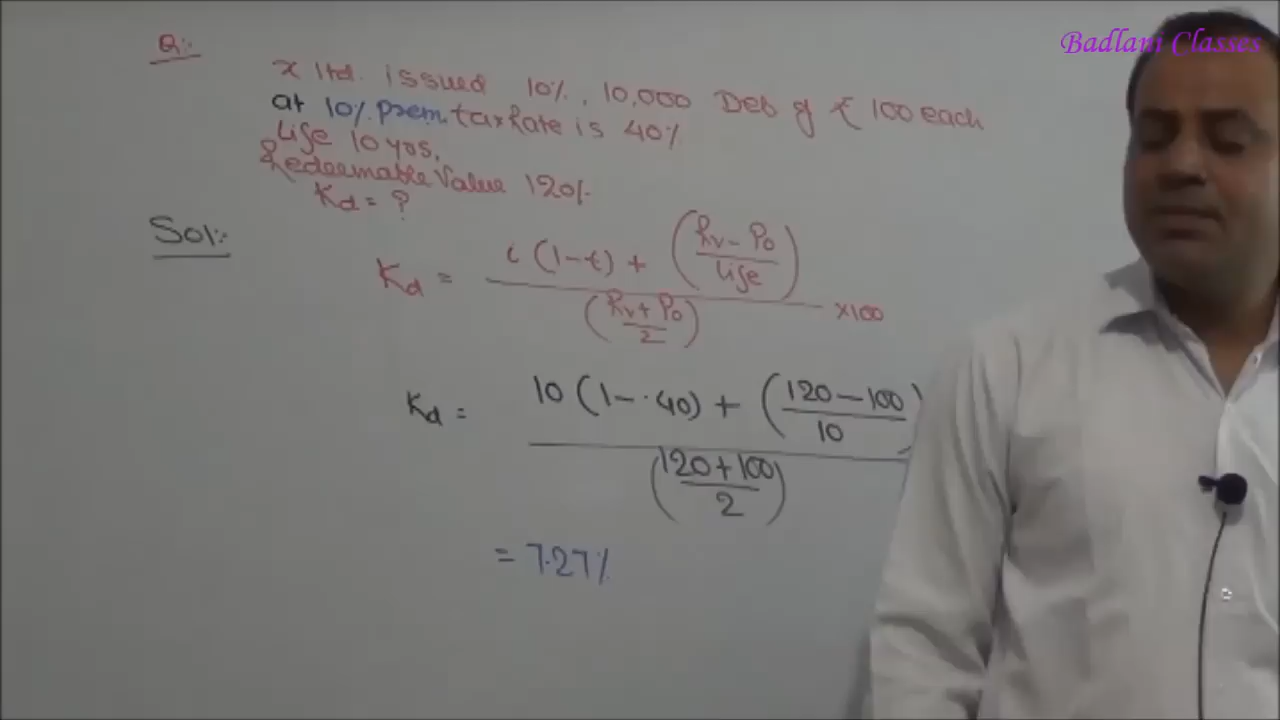 Badlani Classes
Q:-
X ltd. issued 10%, 10,000 Deb of ₹ 100 each
at 10% prem. tax Rate is 40%
Life 10 yrs,
Redeemable Value 120%
Kd = ?
Sol:-
Kd = i (1-t) + (Rv - P0 / Life) / (Rv + P0 / 2) ×100
Kd = 10 (1-.40) + (120-100 / 10) / (120+100 / 2)
= 7.27%